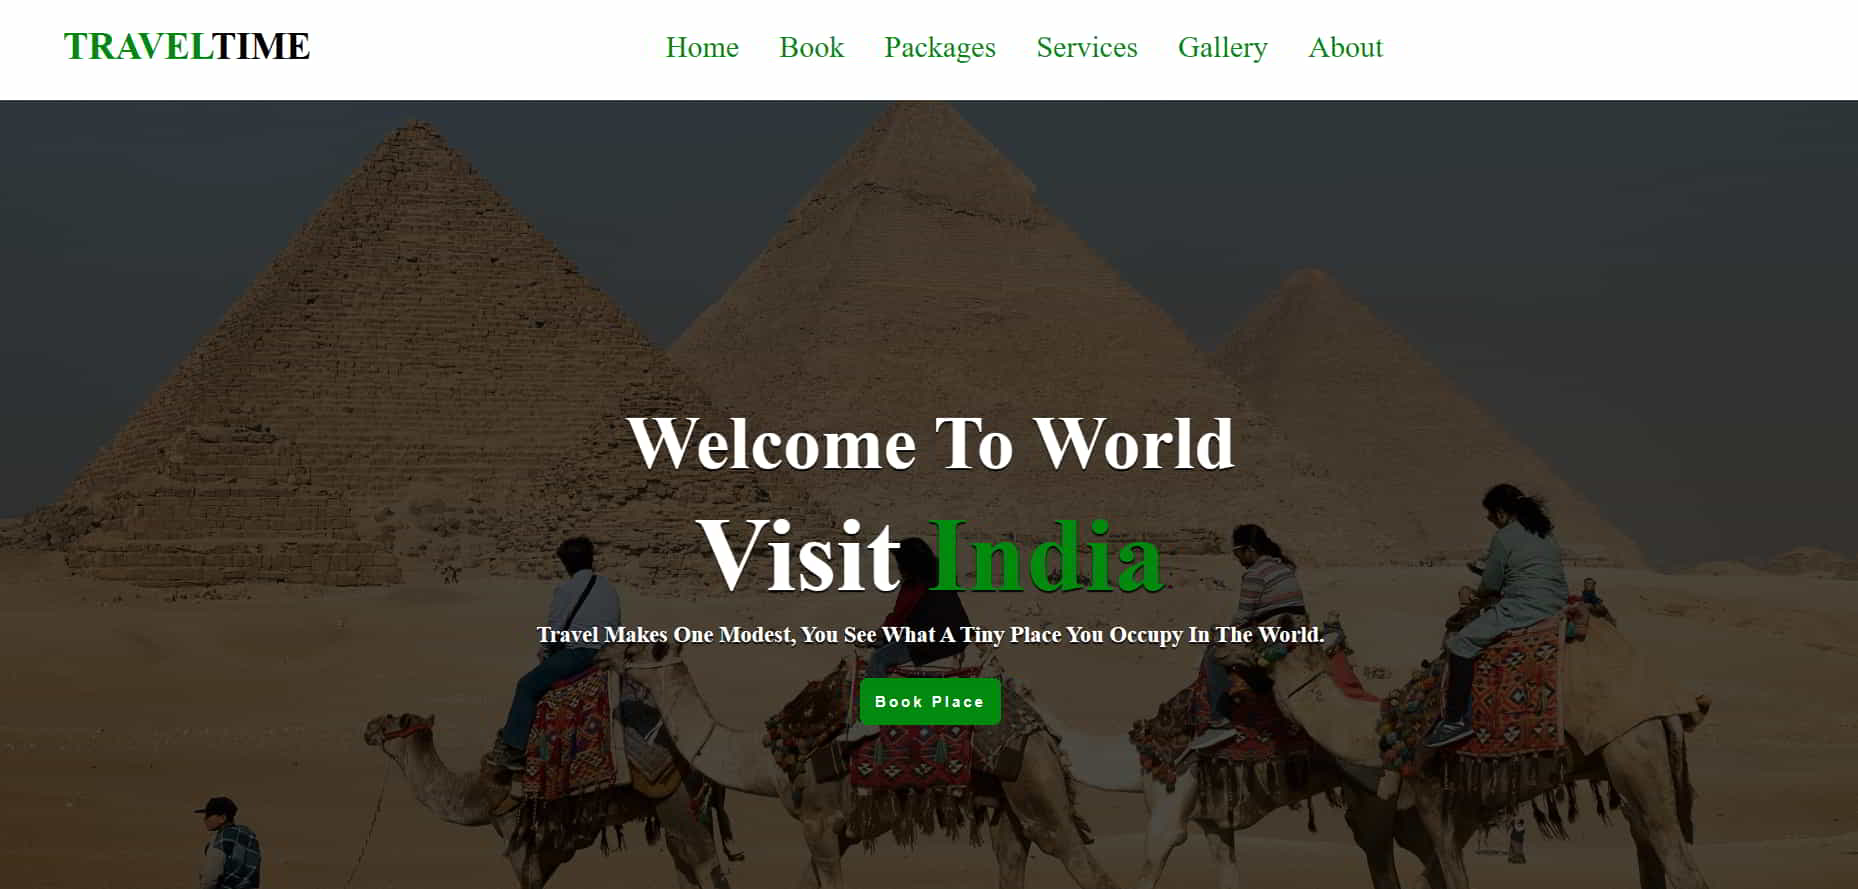 TRAVELTIME
Home Book Packages Services Gallery About
Welcome To World
Visit India
Travel Makes One Modest, You See What A Tiny Place You Occupy In The World.
Book Place